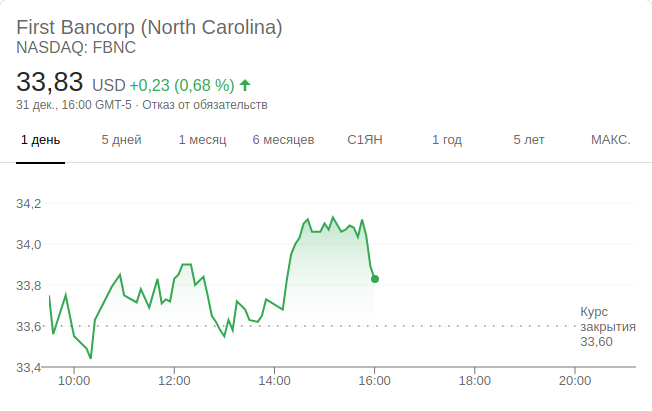 First Bancorp (North Carolina)
NASDAQ: FBNC
33,83 USD +0,23 (0,68 %)
31 дек., 16:00 GMT-5 · Отказ от обязательств
1 день 5 дней 1 месяц 6 месяцев С1ЯН 1 год 5 лет МАКС.
34,2
34,0
33,8
33,6
33,4
Курс
закрытия
33,60
10:00 12:00 14:00 16:00 18:00 20:00